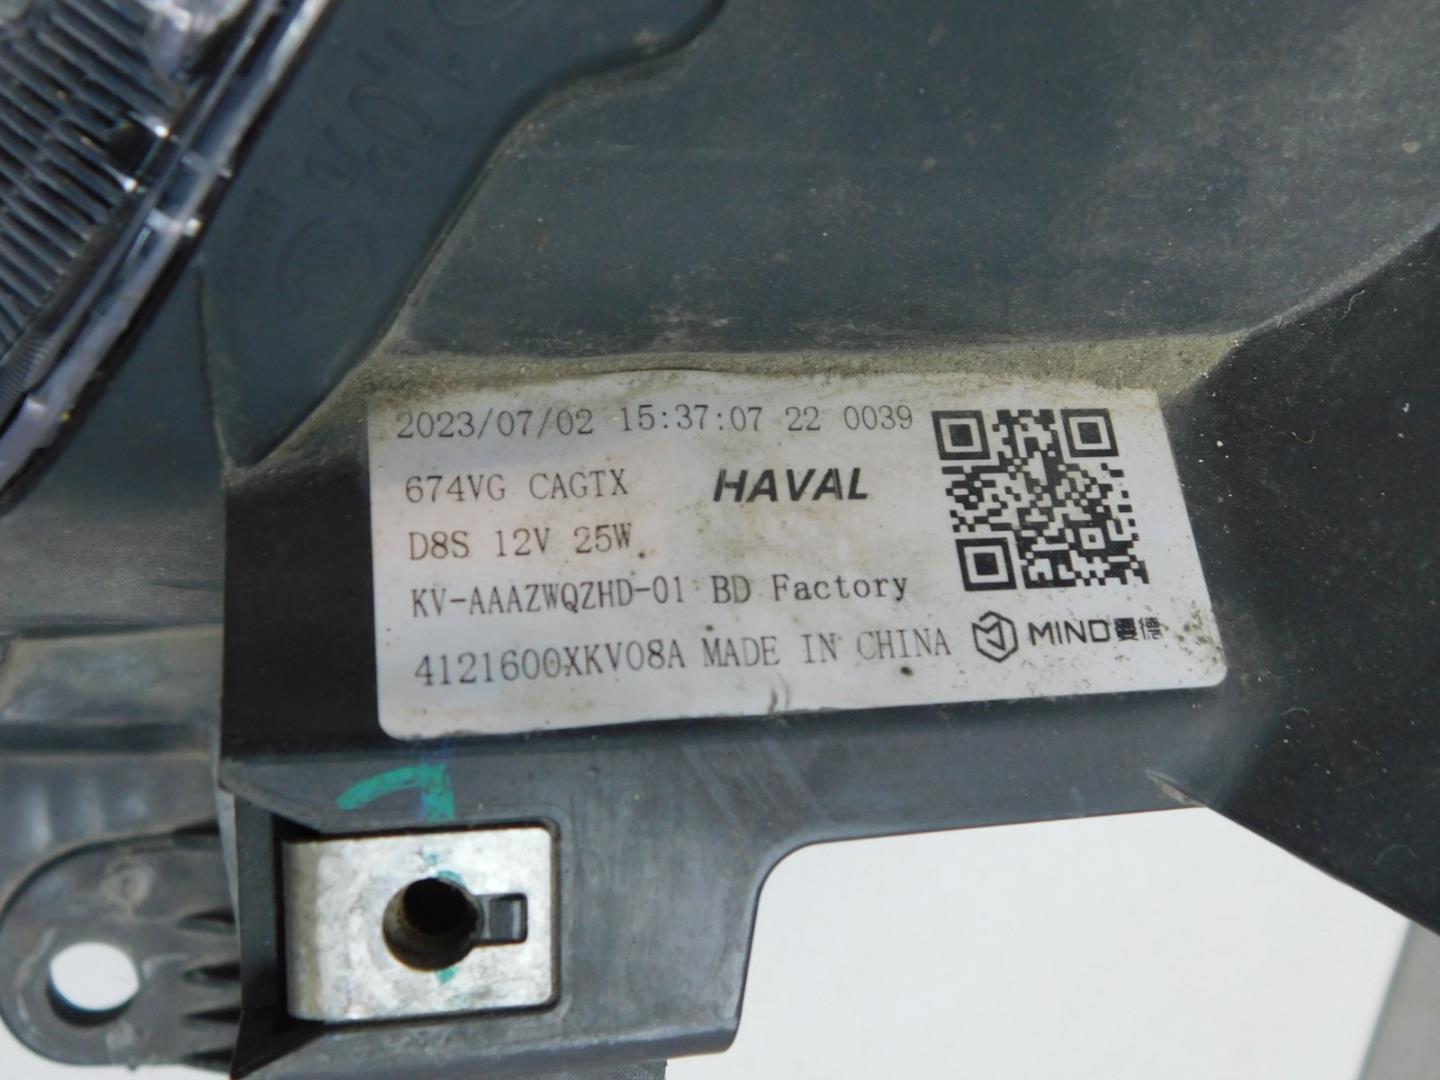 2023/07/02 15:37:07 22 0039
674VG CAGTX HAVAL
D8S 12V 25W
KV-AAAZWQZHD-01 BD Factory
4121600XKV08A MADE IN CHINA MIND曼德